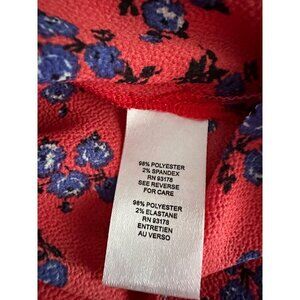 98% POLYESTER
2% SPANDEX
RN 93178
SEE REVERSE
FOR CARE
98% POLYESTER
2% ELASTANE
RN 93178
ENTRETIEN
AU VERSO